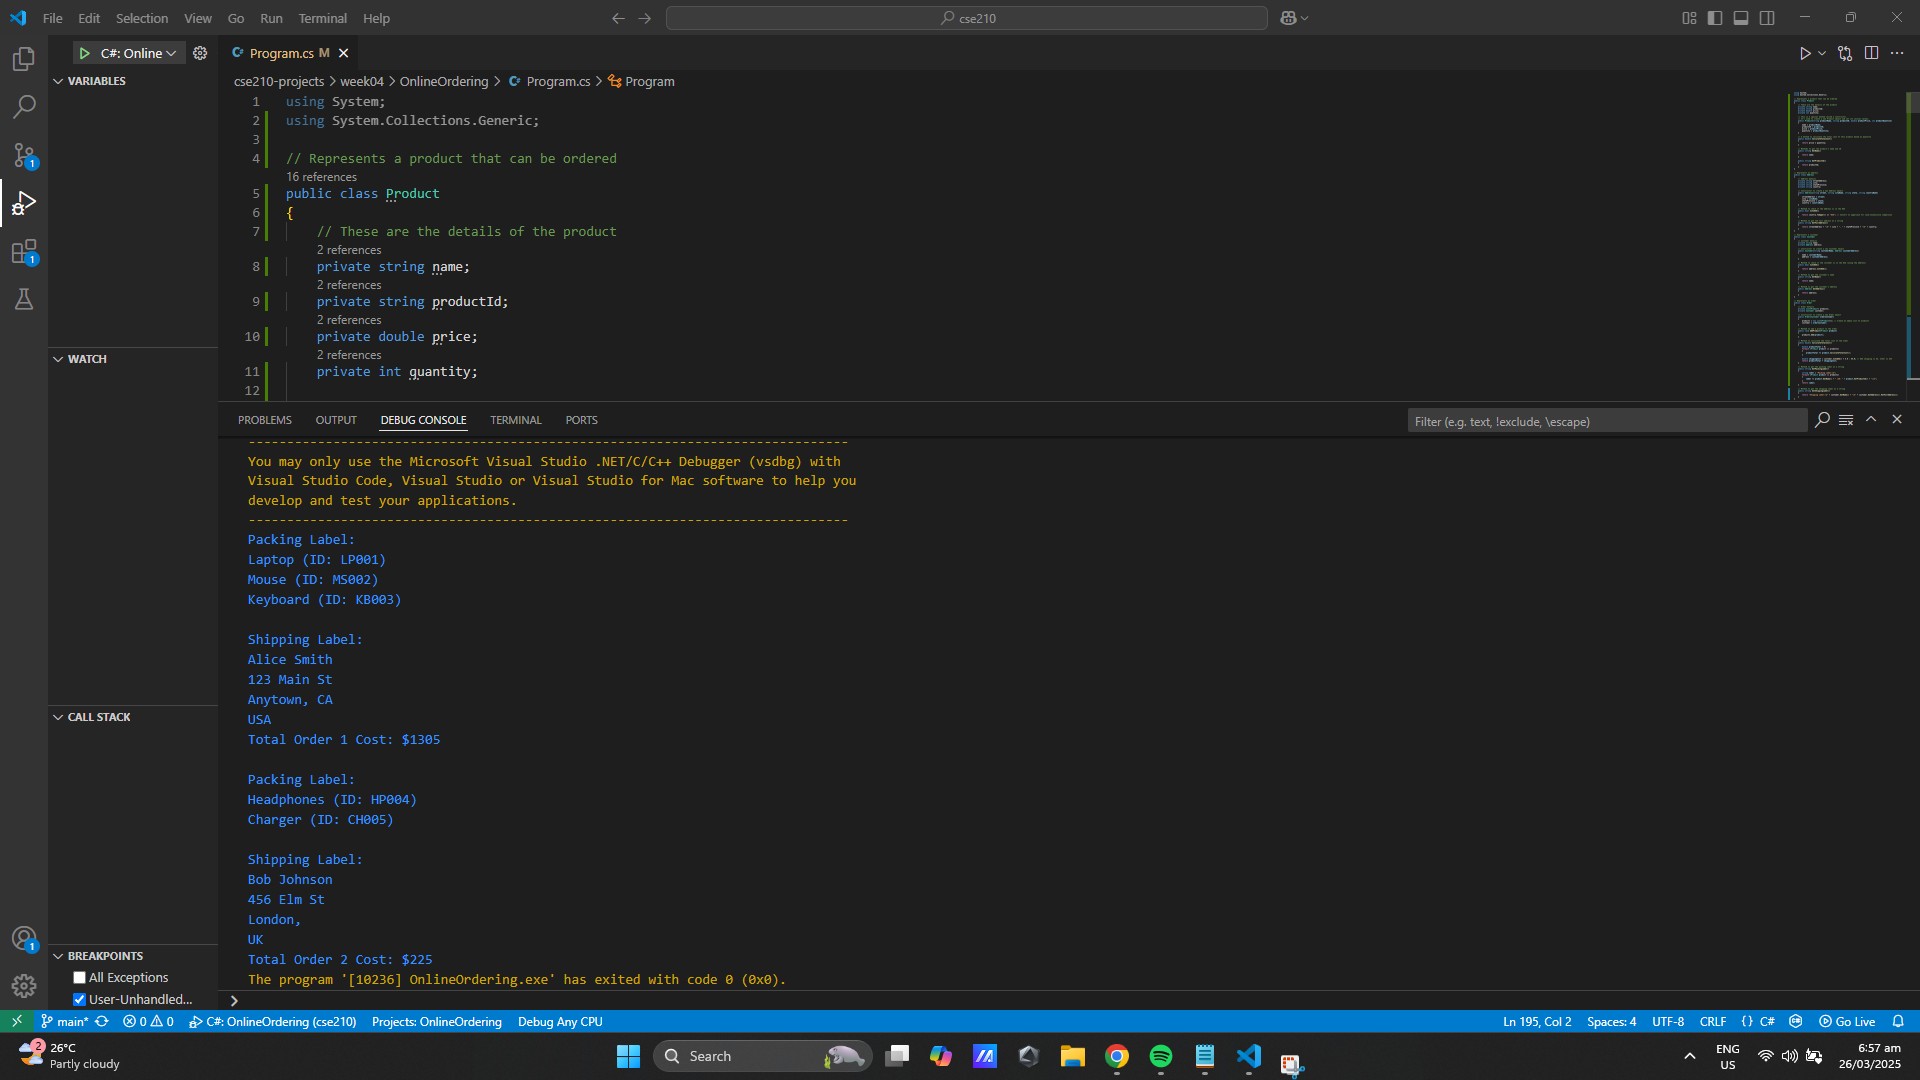 File Edit Selection View Go Run Terminal Help
cse210
C#: Online
Program.cs M
VARIABLES
cse210-projects > week04 > OnlineOrdering > Program.cs > Program
1 using System;
2 using System.Collections.Generic;
3
4 // Represents a product that can be ordered
16 references
5 public class Product
6 {
7 // These are the details of the product
2 references
8 private string name;
2 references
9 private string productId;
2 references
10 private double price;
2 references
11 private int quantity;
12
WATCH
CALL STACK
BREAKPOINTS
All Exceptions
User-Unhandled...
PROBLEMS OUTPUT DEBUG CONSOLE TERMINAL PORTS
Filter (e.g. text, !exclude, \escape)
------------------------------------------------------------------------------
You may only use the Microsoft Visual Studio .NET/C/C++ Debugger (vsdbg) with
Visual Studio Code, Visual Studio or Visual Studio for Mac software to help you
develop and test your applications.
------------------------------------------------------------------------------
Packing Label:
Laptop (ID: LP001)
Mouse (ID: MS002)
Keyboard (ID: KB003)
Shipping Label:
Alice Smith
123 Main St
Anytown, CA
USA
Total Order 1 Cost: $1305
Packing Label:
Headphones (ID: HP004)
Charger (ID: CH005)
Shipping Label:
Bob Johnson
456 Elm St
London,
UK
Total Order 2 Cost: $225
The program '[10236] OnlineOrdering.exe' has exited with code 0 (0x0).
>
main* 0 0 C#: OnlineOrdering (cse210) Projects: OnlineOrdering Debug Any CPU
Ln 195, Col 2 Spaces: 4 UTF-8 CRLF {} C# Go Live
2 26°C
Partly cloudy
Search
ENG
US
6:57 am
26/03/2025